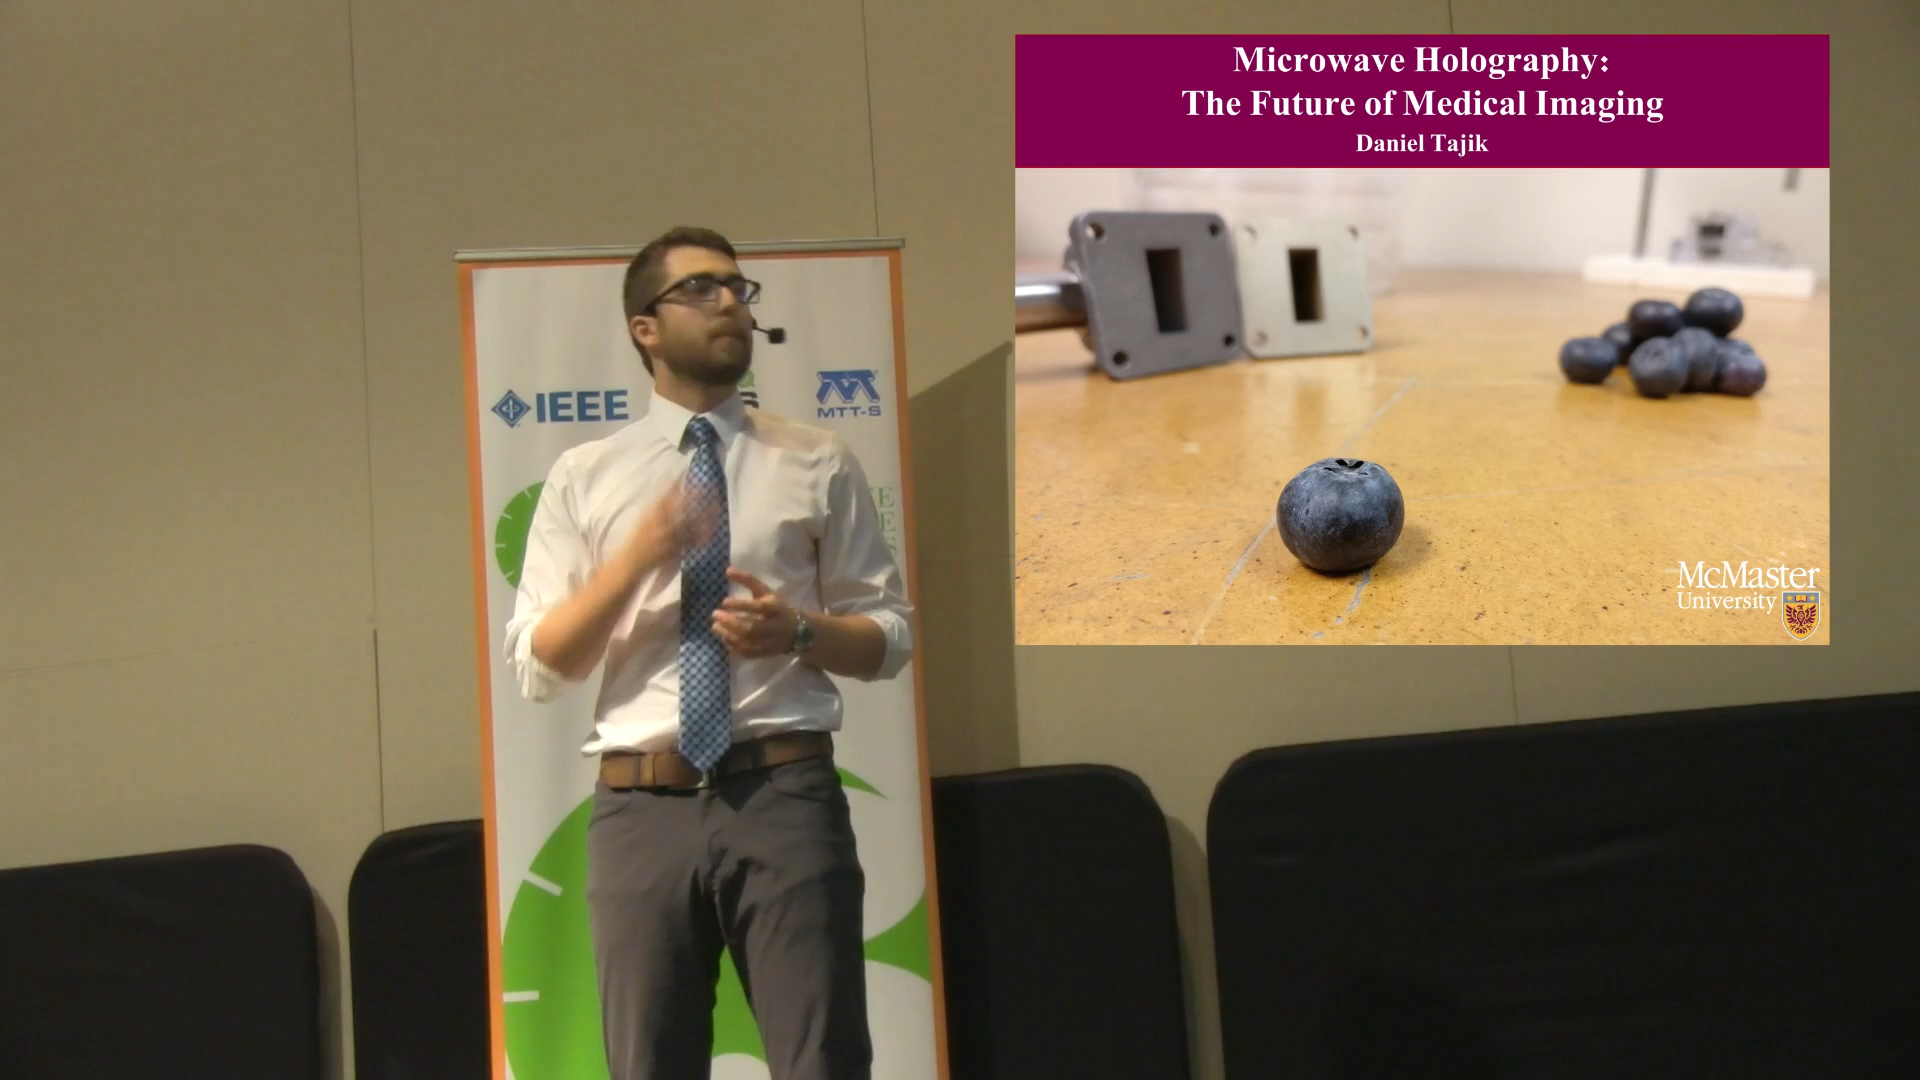 Microwave Holography:
The Future of Medical Imaging
Daniel Tajik
IEEE
MTT-S
McMaster
University